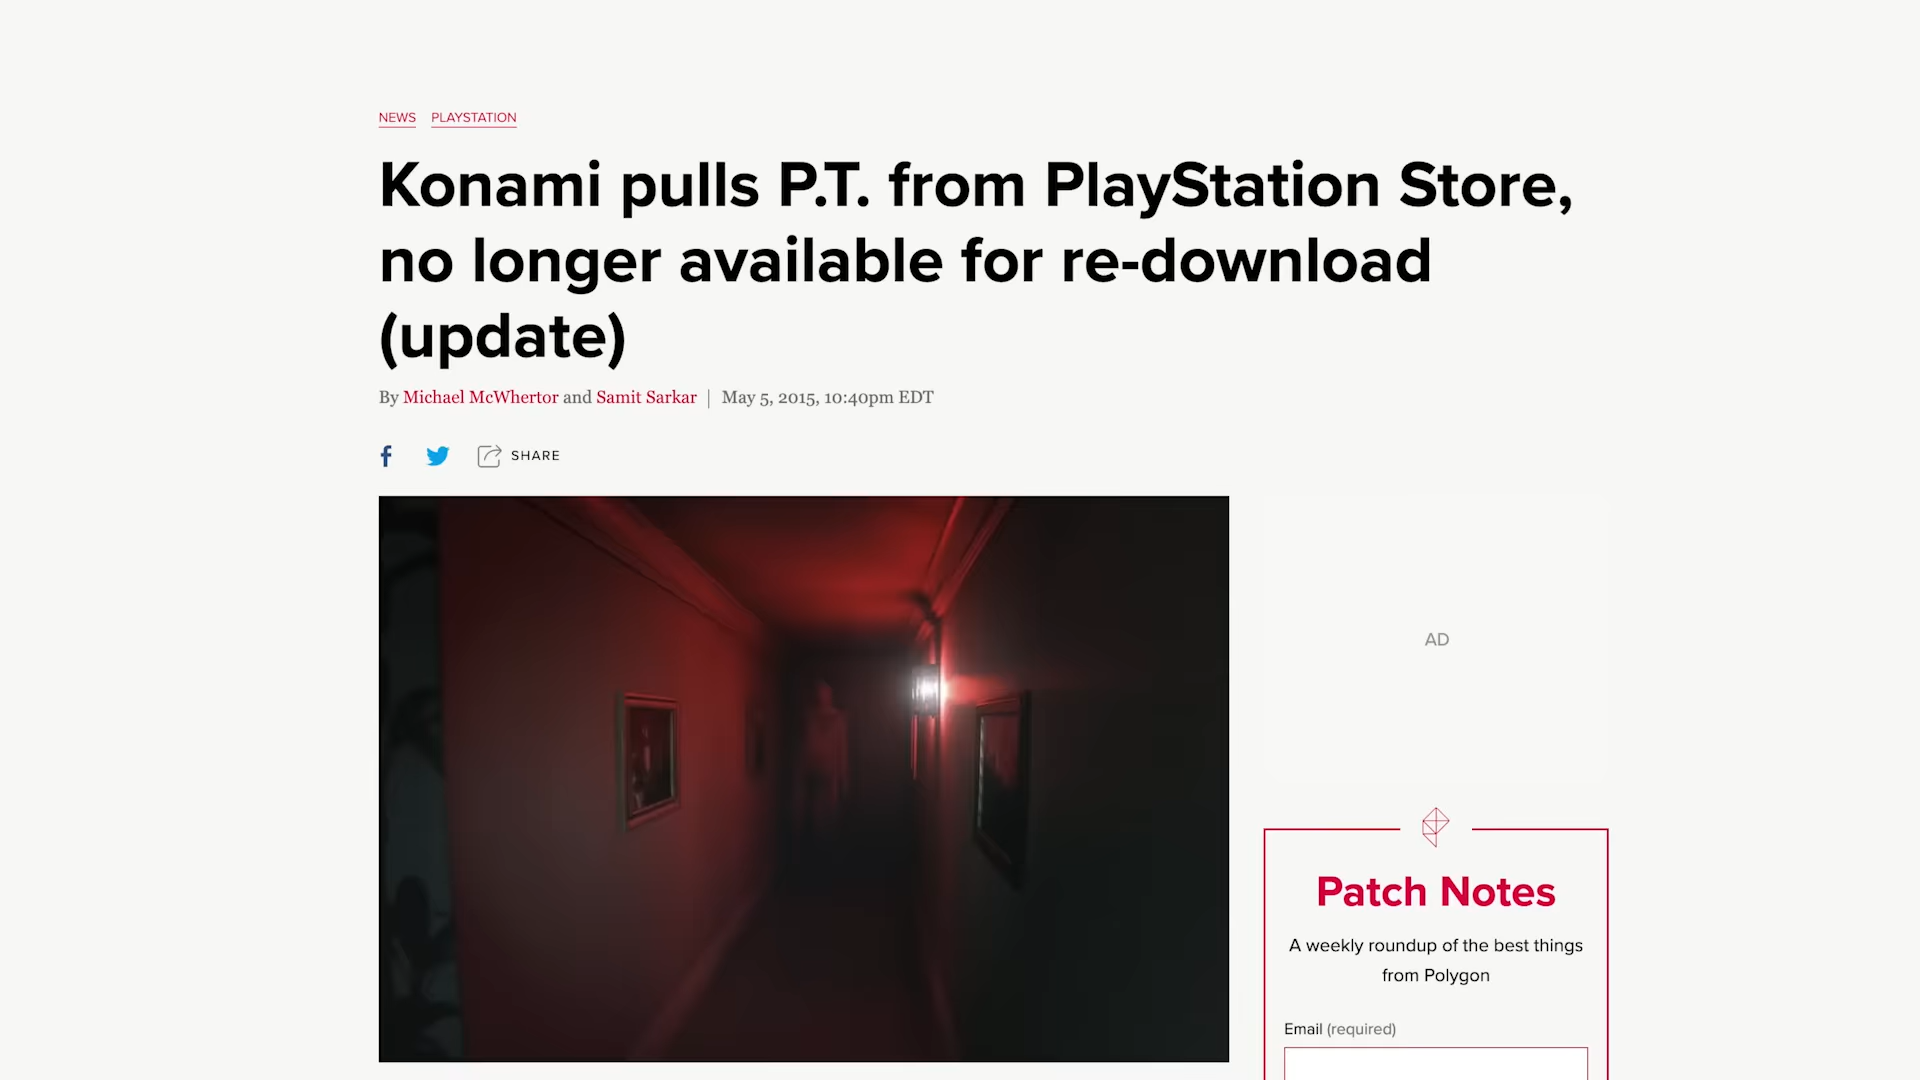 NEWS PLAYSTATION
Konami pulls P.T. from PlayStation Store,
no longer available for re-download
(update)
By Michael McWhertor and Samit Sarkar | May 5, 2015, 10:40pm EDT
SHARE
AD
Patch Notes
A weekly roundup of the best things
from Polygon
Email (required)